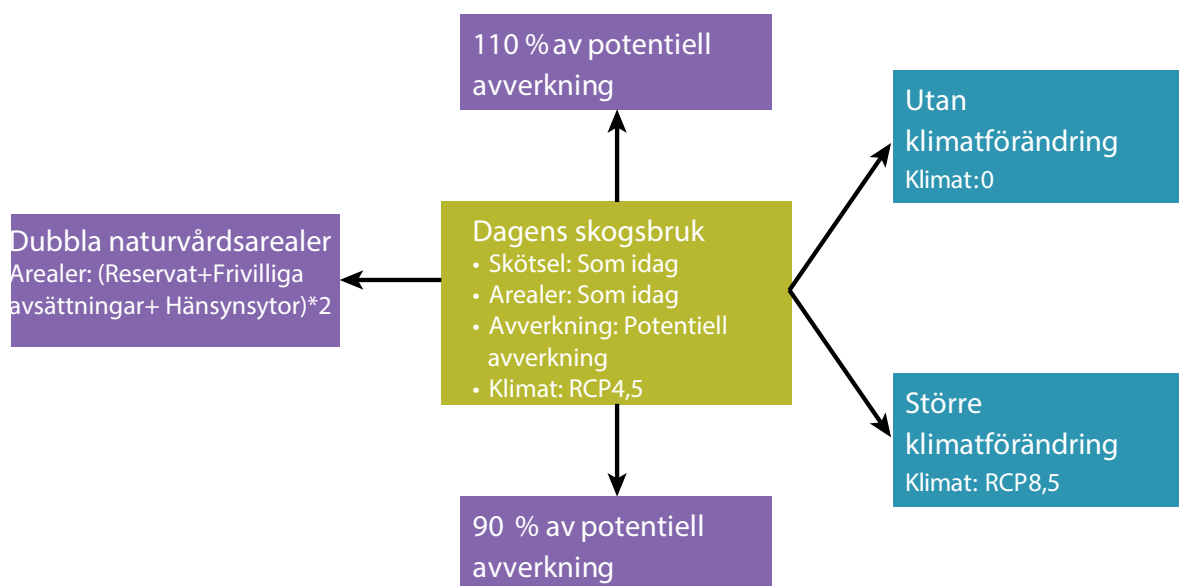 110 % av potentiell
avverkning
Utan
klimatförändring
Klimat:0
Dubbla naturvårdsarealer
Arealer: (Reservat+Frivilliga
avsättningar+ Hänsynsytor)*2
Dagens skogsbruk
• Skötsel: Som idag
• Arealer: Som idag
• Avverkning: Potentiell
avverkning
• Klimat: RCP4,5
Större
klimatförändring
Klimat: RCP8,5
90 % av potentiell
avverkning